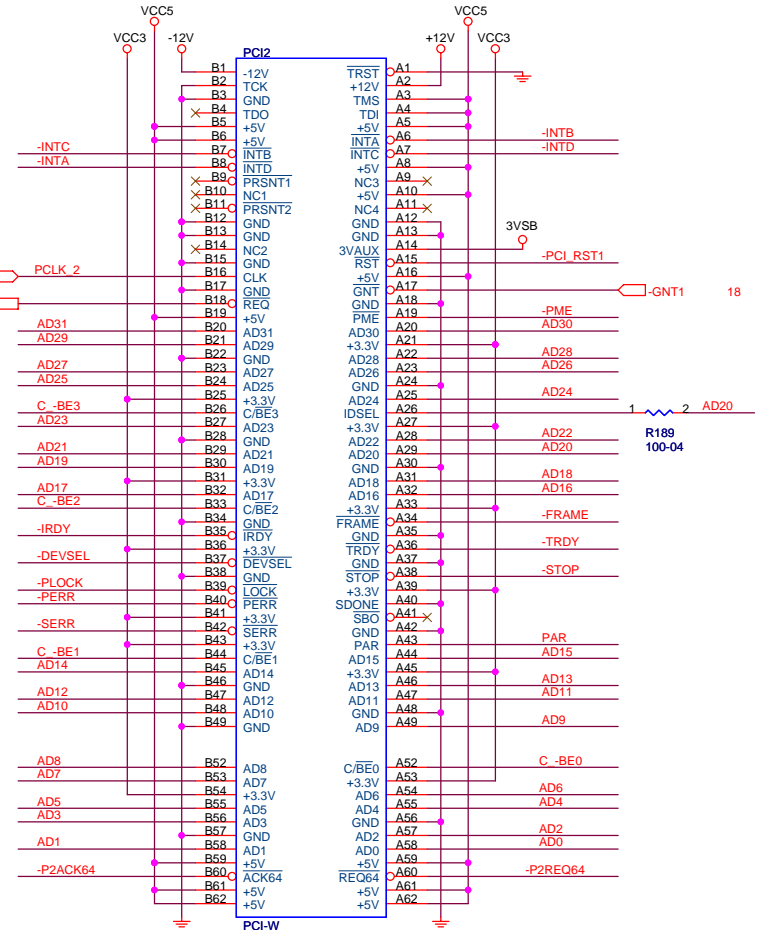 VCC5 VCC5
VCC3 -12V +12V VCC3
PCI2
B1 -12V TRST A1
B2 TCK +12V A2
B3 GND TMS A3
B4 TDO TDI A4
B5 +5V +5V A5
B6 +5V INTA A6 -INTB
-INTC B7 INTB INTC A7 -INTD
-INTA B8 INTD +5V A8
B9 PRSNT1 NC3 A9
B10 NC1 +5V A10
B11 PRSNT2 NC4 A11
B12 GND GND A12
B13 GND GND A13 3VSB
B14 NC2 3VAUX A14
B15 GND RST A15 -PCI_RST1
PCLK_2 B16 CLK +5V A16
B17 GND GNT A17 -GNT1 18
B18 REQ GND A18
B19 +5V PME A19 -PME
AD31 B20 AD31 AD30 A20 AD30
AD29 B21 AD29 +3.3V A21
B22 GND AD28 A22 AD28
AD27 B23 AD27 AD26 A23 AD26
AD25 B24 AD25 GND A24
B25 +3.3V AD24 A25 AD24
C_-BE3 B26 C/BE3 IDSEL A26 1 2 AD20
AD23 B27 AD23 +3.3V A27
B28 GND AD22 A28 AD22 R189
AD21 B29 AD21 AD20 A29 AD20 100-04
AD19 B30 AD19 GND A30
B31 +3.3V AD18 A31 AD18
AD17 B32 AD17 AD16 A32 AD16
C_-BE2 B33 C/BE2 +3.3V A33
B34 GND FRAME A34 -FRAME
-IRDY B35 IRDY GND A35
B36 +3.3V TRDY A36 -TRDY
-DEVSEL B37 DEVSEL GND A37
B38 GND STOP A38 -STOP
-PLOCK B39 LOCK +3.3V A39
-PERR B40 PERR SDONE A40
B41 +3.3V SBO A41
-SERR B42 SERR GND A42
B43 +3.3V PAR A43 PAR
C_-BE1 B44 C/BE1 AD15 A44 AD15
AD14 B45 AD14 +3.3V A45
B46 GND AD13 A46 AD13
AD12 B47 AD12 AD11 A47 AD11
AD10 B48 AD10 GND A48
B49 GND AD9 A49 AD9
AD8 B52 AD8 C/BE0 A52 C_-BE0
AD7 B53 AD7 +3.3V A53
B54 +3.3V AD6 A54 AD6
AD5 B55 AD5 AD4 A55 AD4
AD3 B56 AD3 GND A56
B57 GND AD2 A57 AD2
AD1 B58 AD1 AD0 A58 AD0
B59 +5V +5V A59
-P2ACK64 B60 ACK64 REQ64 A60 -P2REQ64
B61 +5V +5V A61
B62 +5V +5V A62
PCI-W